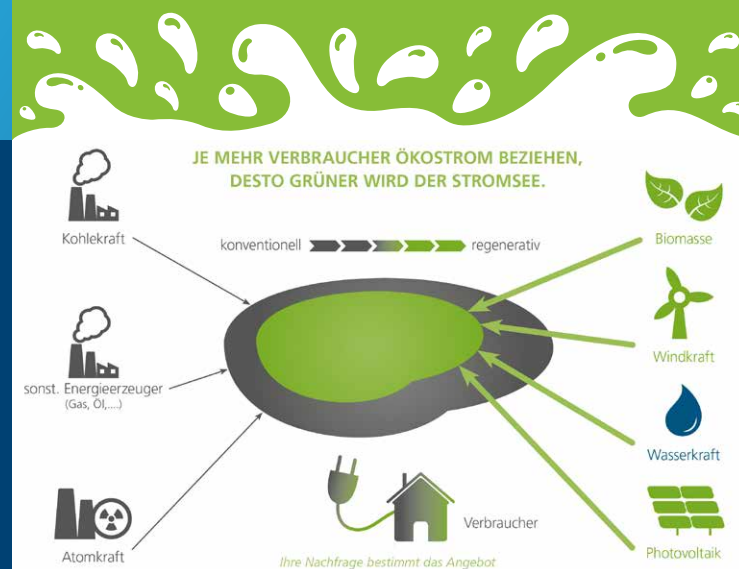 JE MEHR VERBRAUCHER ÖKOSTROM BEZIEHEN,
DESTO GRÜNER WIRD DER STROMSEE.
konventionell
regenerativ
Kohlekraft
sonst. Energieerzeuger
(Gas, Öl,....)
Atomkraft
Biomasse
Windkraft
Wasserkraft
Photovoltaik
Verbraucher
Ihre Nachfrage bestimmt das Angebot